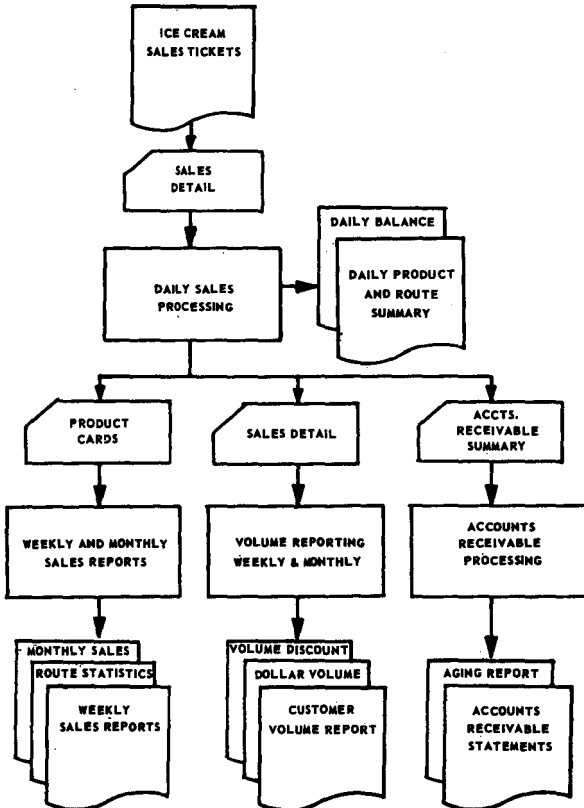 ICE CREAM
SALES TICKETS
SALES
DETAIL
DAILY SALES
PROCESSING
DAILY BALANCE
DAILY PRODUCT
AND ROUTE
SUMMARY
PRODUCT
CARDS
SALES DETAIL
ACCTS.
RECEIVABLE
SUMMARY
WEEKLY AND MONTHLY
SALES REPORTS
VOLUME REPORTING
WEEKLY & MONTHLY
ACCOUNTS
RECEIVABLE
PROCESSING
MONTHLY SALES
ROUTE STATISTICS
WEEKLY
SALES REPORTS
VOLUME DISCOUNT
DOLLAR VOLUME
CUSTOMER
VOLUME REPORT
AGING REPORT
ACCOUNTS
RECEIVABLE
STATEMENTS